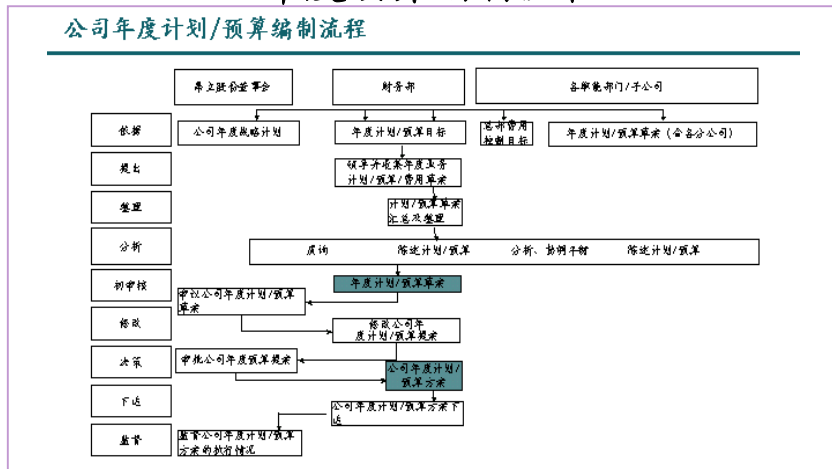 公司年度计划/预算编制流程
昂立股份董事会
财务部
各职能部门/子公司
依据
公司年度战略计划
年度计划/预算目标
总部费用
控制目标
年度计划/预算草案（含各分公司）
提出
领导并收集年度业务
计划/预算/费用草案
整理
计划/预算草案
汇总及整理
分析
质询 陈述计划/预算 分析、协调平衡 陈述计划/预算
初审核
年度计划/预算草案
审议公司年度计划/预算
草案
修改
修改公司年
度计划/预算提案
决策
审批公司年度预算提案
公司年度计划/
预算方案
下达
公司年度计划/预算方案下
达
监督
监督公司年度计划/预算
方案的执行情况